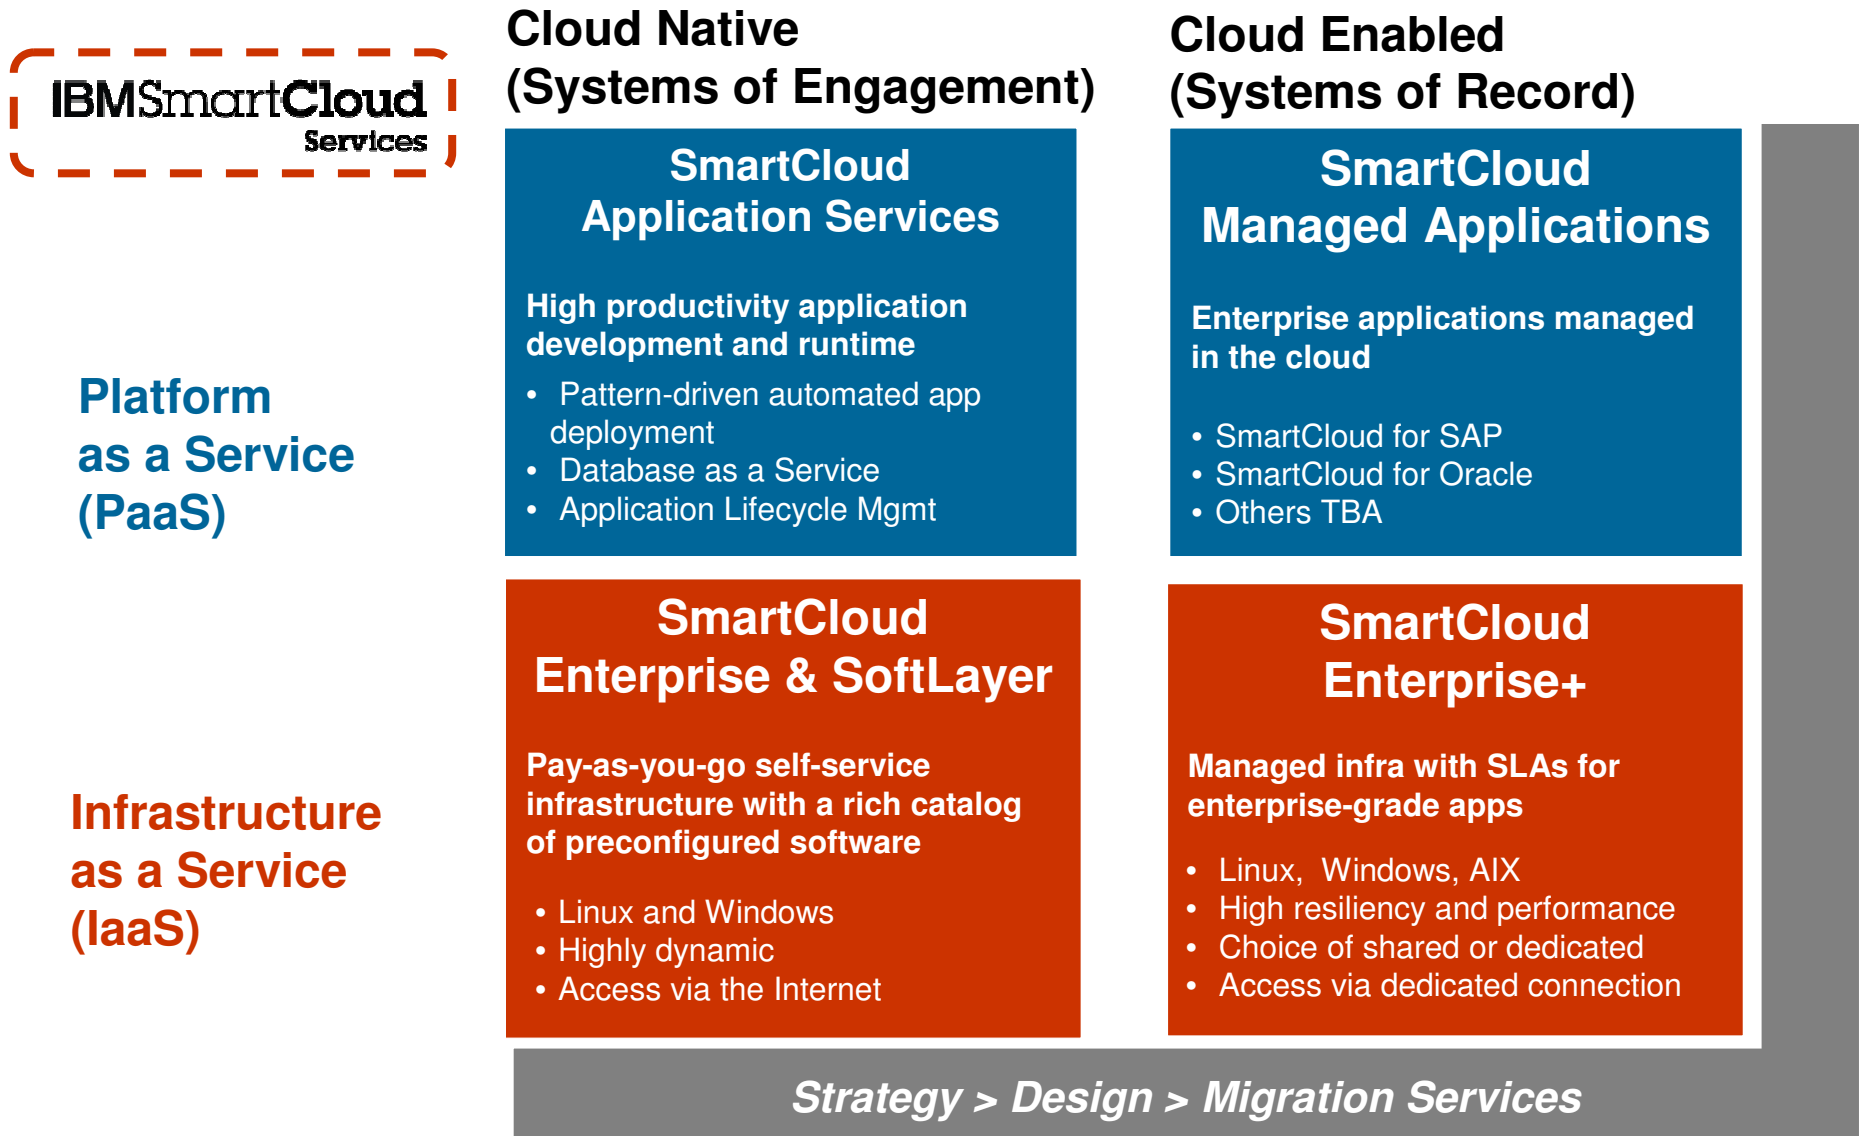 IBMSmartCloud
Services
Cloud Native
(Systems of Engagement)
Cloud Enabled
(Systems of Record)
Platform
as a Service
(PaaS)
SmartCloud
Application Services
High productivity application
development and runtime
• Pattern-driven automated app
deployment
• Database as a Service
• Application Lifecycle Mgmt
SmartCloud
Managed Applications
Enterprise applications managed
in the cloud
• SmartCloud for SAP
• SmartCloud for Oracle
• Others TBA
Infrastructure
as a Service
(IaaS)
SmartCloud
Enterprise & SoftLayer
Pay-as-you-go self-service
infrastructure with a rich catalog
of preconfigured software
• Linux and Windows
• Highly dynamic
• Access via the Internet
SmartCloud
Enterprise+
Managed infra with SLAs for
enterprise-grade apps
• Linux, Windows, AIX
• High resiliency and performance
• Choice of shared or dedicated
• Access via dedicated connection
Strategy > Design > Migration Services